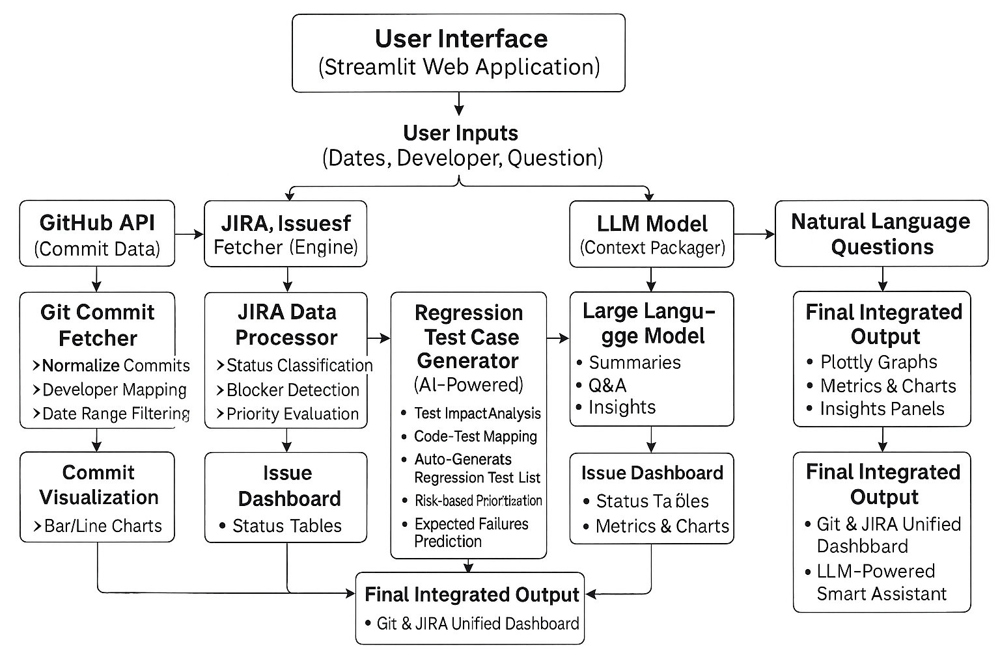 User Interface
(Streamlit Web Application)
User Inputs
(Dates, Developer, Question)
GitHub API
(Commit Data)
JIRA, Issuesf
Fetcher (Engine)
LLM Model
(Context Packager)
Natural Language
Questions
Git Commit
Fetcher
>Normalize Commits
>Developer Mapping
>Date Range Filtering
JIRA Data
Processor
>Status Classification
>Blocker Detection
>Priority Evaluation
Regression
Test Case
Generator
(AI-Powered)
• Test ImpactAnalysis
• Code-Test Mapping
• Auto-Generats
Regression Test List
• Risk-based Prioritization
• Expected Failures
Prediction
Large Langu-
gge Model
• Summaries
• Q&A
• Insights
Final Integrated
Output
• Plottly Graphs
• Metrics & Charts
• Insights Panels
Commit
Visualization
>Bar/Line Charts
Issue
Dashboard
• Status Tables
Issue Dashboard
• Status Ta bles
• Metrics & Charts
Final Integrated
Output
• Git & JIRA Unified
Dashbbard
• LLM-Powered
Smart Assistant
Final Integrated Output
• Git & JIRA Unified Dashboard